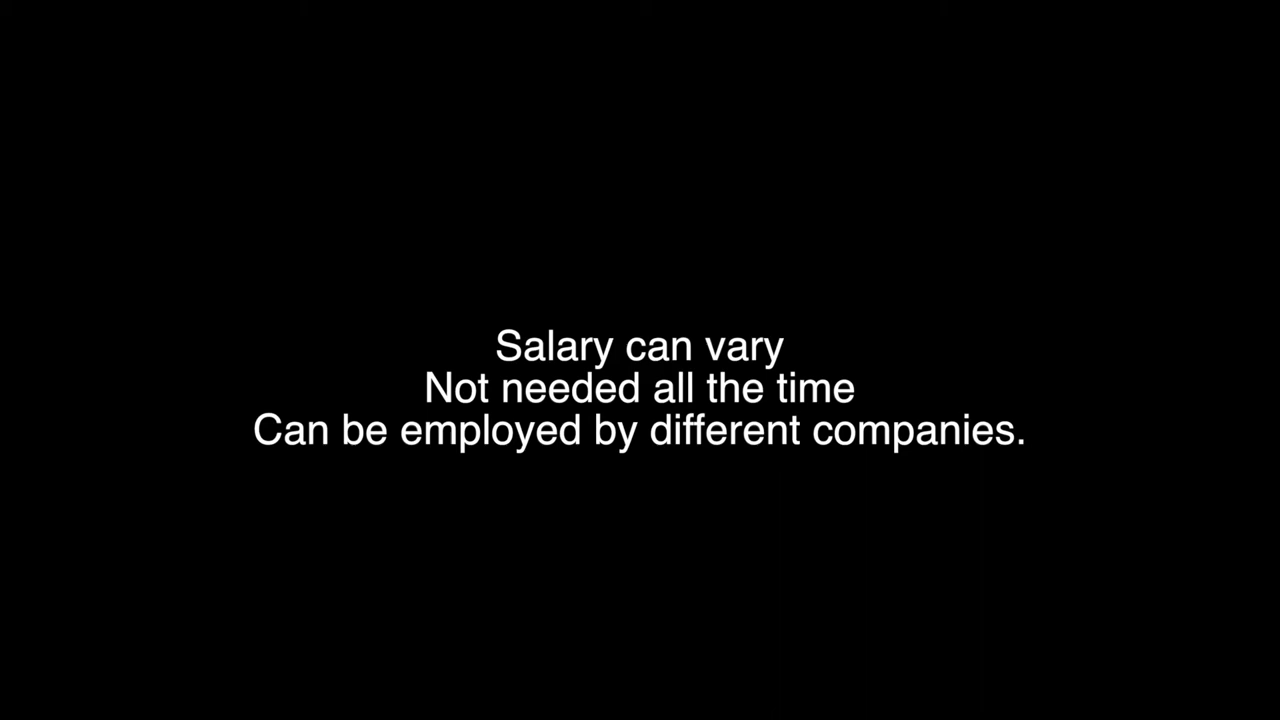 Salary can vary
Not needed all the time
Can be employed by different companies.